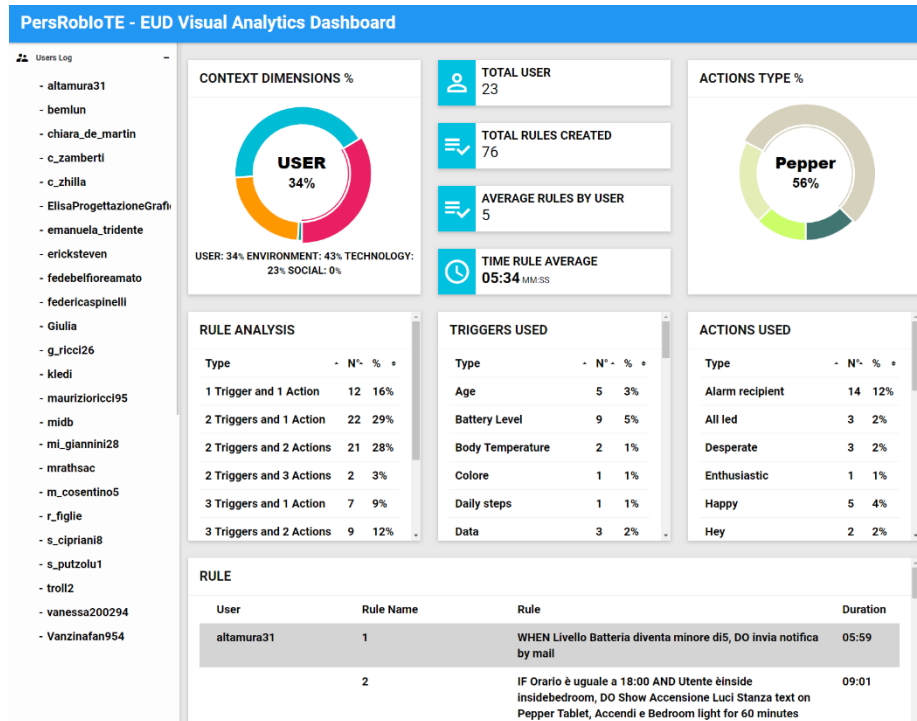 PersRobIoTE - EUD Visual Analytics Dashboard
Users Log
- altamura31
- bemlun
- chiara_de_martin
- c_zamberti
- c_zhilla
- ElisaProgettazioneGrafi
- emanuela_tridente
- ericksteven
- fedebelfioreamato
- federicaspinelli
- Giulia
- g_ricci26
- kledi
- maurizioricci95
- midb
- mi_giannini28
- mrathsac
- m_cosentino5
- r_figlie
- s_cipriani8
- s_putzolu1
- troll2
- vanessa200294
- Vanzinafan954
CONTEXT DIMENSIONS %
USER
34%
USER: 34% ENVIRONMENT: 43% TECHNOLOGY:
23% SOCIAL: 0%
TOTAL USER
23
TOTAL RULES CREATED
76
AVERAGE RULES BY USER
5
TIME RULE AVERAGE
05:34 MM:SS
ACTIONS TYPE %
Pepper
56%
RULE ANALYSIS
Type N° %
1 Trigger and 1 Action 12 16%
2 Triggers and 1 Action 22 29%
2 Triggers and 2 Actions 21 28%
2 Triggers and 3 Actions 2 3%
3 Triggers and 1 Action 7 9%
3 Triggers and 2 Actions 9 12%
TRIGGERS USED
Type N° %
Age 5 3%
Battery Level 9 5%
Body Temperature 2 1%
Colore 1 1%
Daily steps 1 1%
Data 3 2%
ACTIONS USED
Type N° %
Alarm recipient 14 12%
All led 3 2%
Desperate 3 2%
Enthusiastic 1 1%
Happy 5 4%
Hey 2 2%
RULE
User Rule Name Rule Duration
altamura31 1 WHEN Livello Batteria diventa minore di5, DO invia notifica 05:59
by mail
2 IF Orario è uguale a 18:00 AND Utente èinside 09:01
insidebedroom, DO Show Accensione Luci Stanza text on
Pepper Tablet, Accendi e Bedroom light for 60 minutes